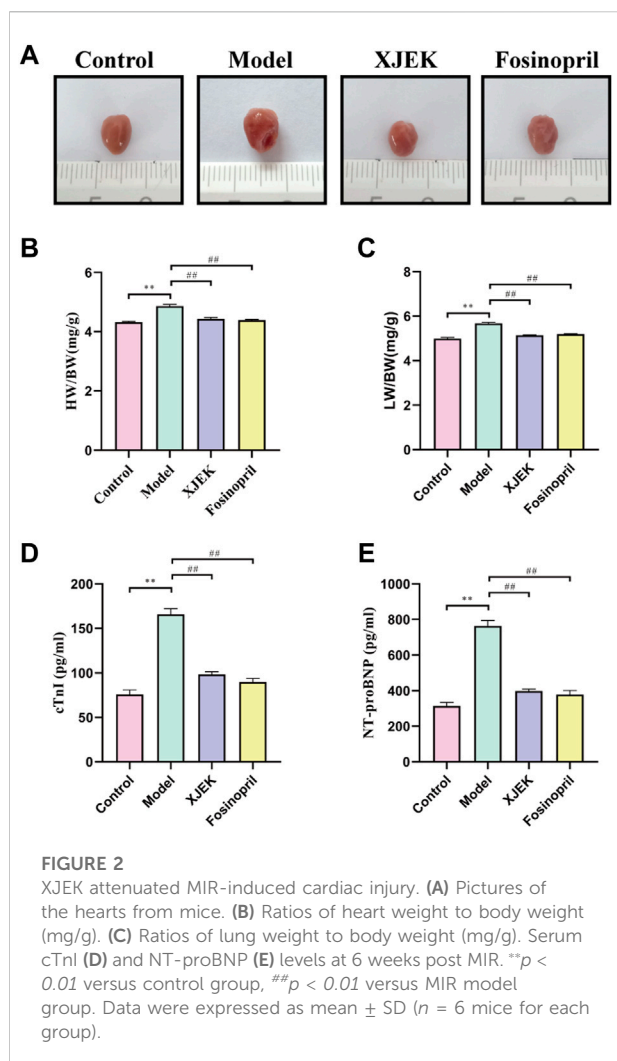 A
Control Model XJEK Fosinopril
B
HW/BW(mg/g)
6
4
2
0
**
##
##
Control Model XJEK Fosinopril
C
LW/BW(mg/g)
8
6
4
2
0
**
##
##
Control Model XJEK Fosinopril
D
cTnI (pg/ml)
200
150
100
50
0
**
##
##
Control Model XJEK Fosinopril
E
NT-proBNP (pg/ml)
1000
800
600
400
200
0
**
##
##
Control Model XJEK Fosinopril
FIGURE 2
XJEK attenuated MIR-induced cardiac injury. (A) Pictures of
the hearts from mice. (B) Ratios of heart weight to body weight
(mg/g). (C) Ratios of lung weight to body weight (mg/g). Serum
cTnI (D) and NT-proBNP (E) levels at 6 weeks post MIR. **p <
0.01 versus control group, ##p < 0.01 versus MIR model
group. Data were expressed as mean ± SD (n = 6 mice for each
group).